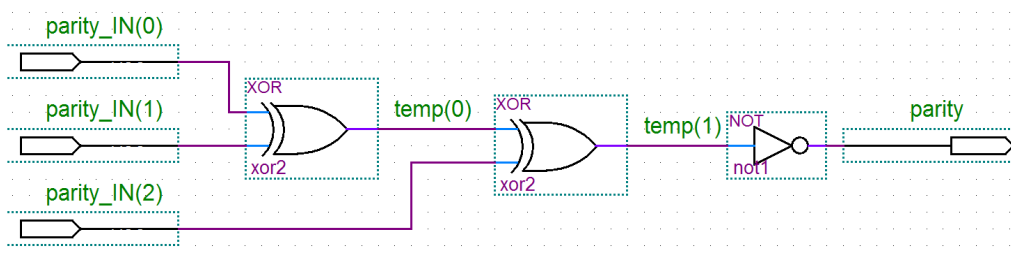 parity_IN(0)
XOR
parity_IN(1)
temp(0)
XOR
temp(1)
NOT
parity
xor2
xor2
not1
parity_IN(2)